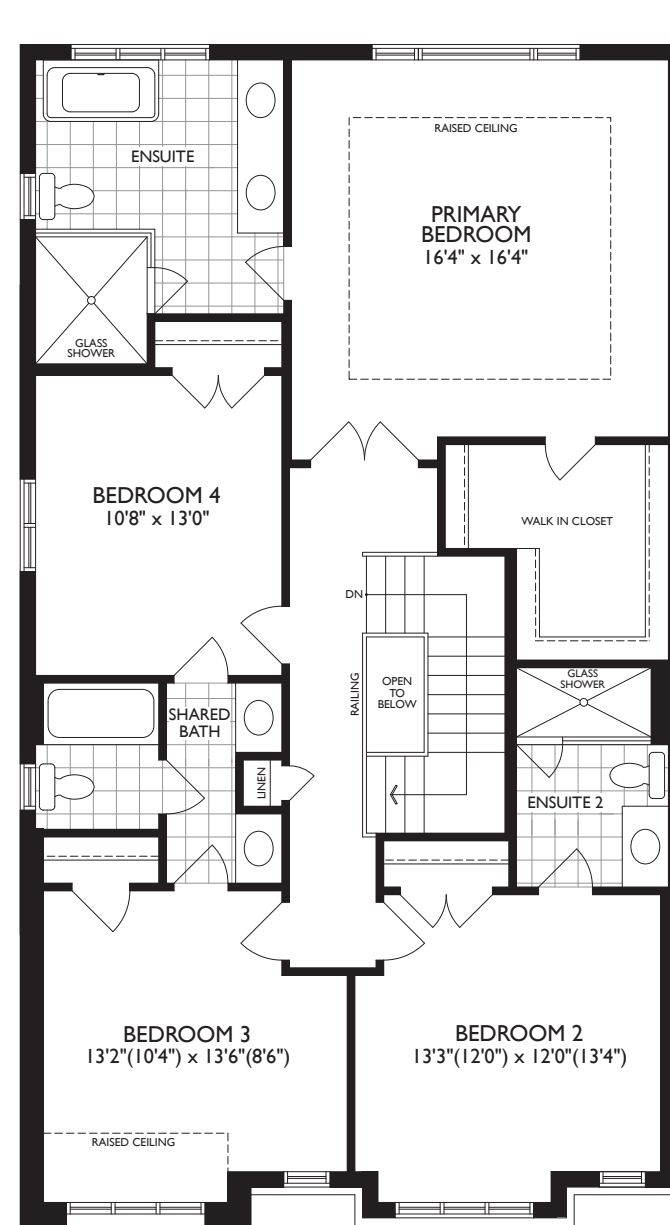 RAISED CEILING
ENSUITE
PRIMARY
BEDROOM
16'4" x 16'4"
GLASS
SHOWER
BEDROOM 4
10'8" x 13'0"
WALK IN CLOSET
DN
RAILING
OPEN
TO
BELOW
GLASS
SHOWER
SHARED
BATH
LINEN
ENSUITE 2
BEDROOM 3
13'2"(10'4") x 13'6"(8'6")
BEDROOM 2
13'3"(12'0") x 12'0"(13'4")
RAISED CEILING